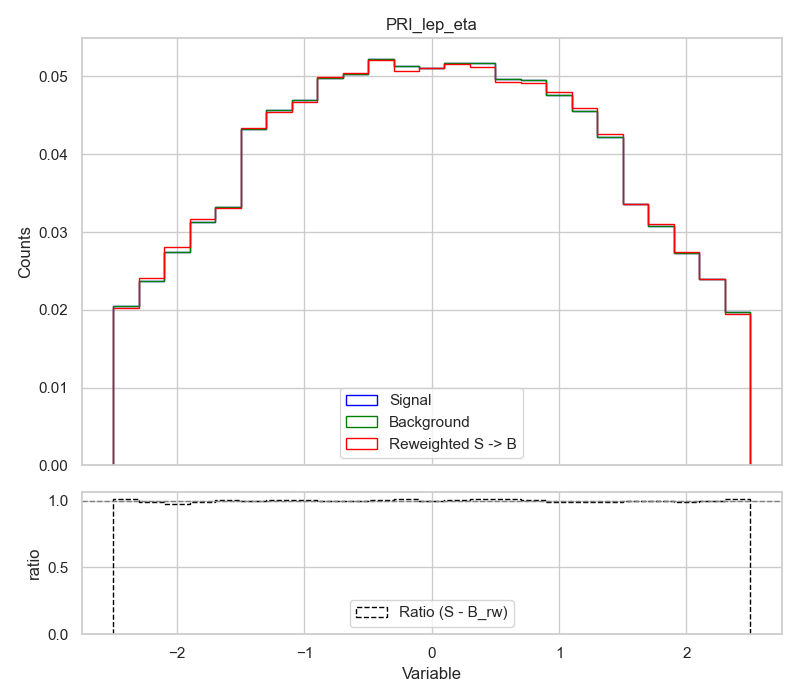 PRI_lep_eta
0.05
0.04
0.03
0.02
0.01
0.00
Counts
Signal
Background
Reweighted S -> B
1.0
0.5
0.0
ratio
Ratio (S - B_rw)
−2 −1 0 1 2
Variable